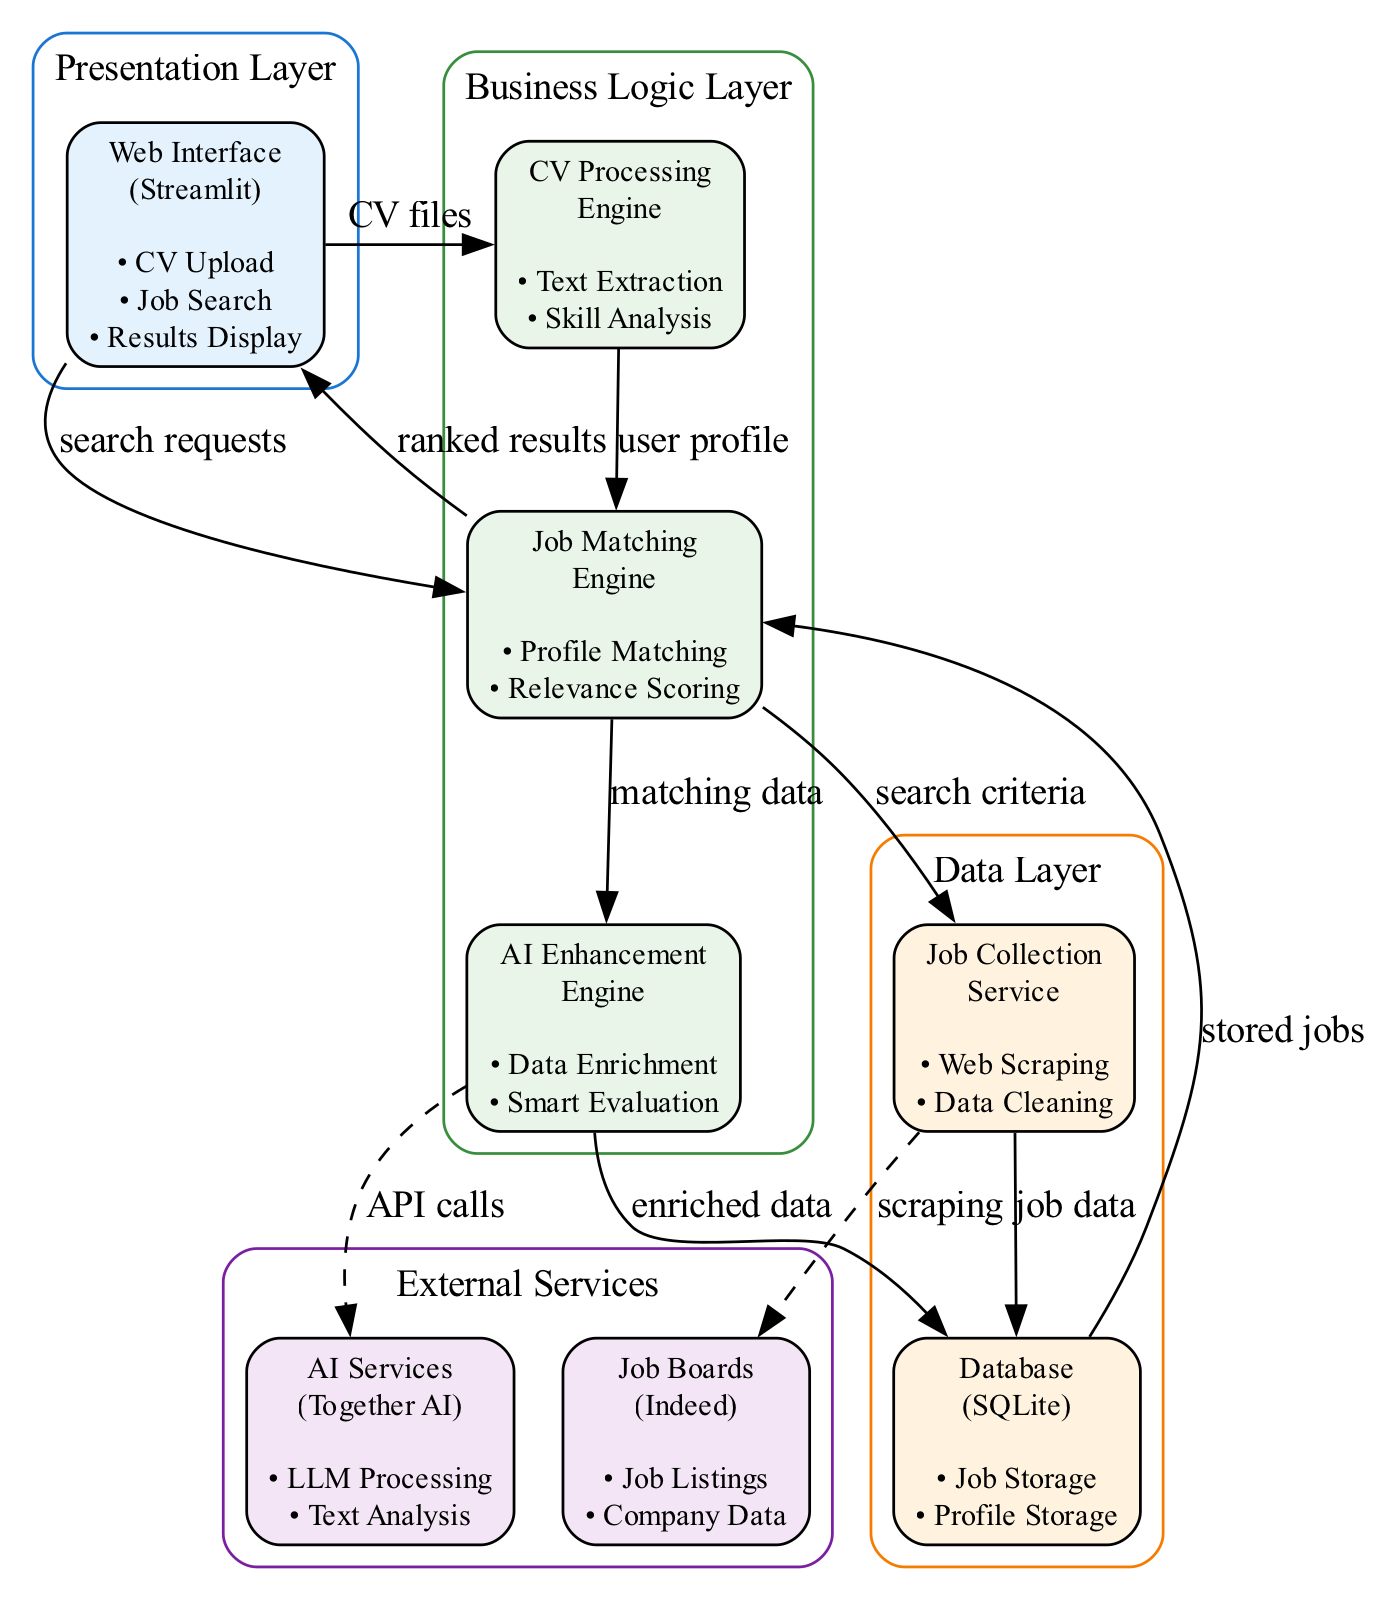 Presentation Layer
Web Interface
(Streamlit)
• CV Upload
• Job Search
• Results Display
CV files
Business Logic Layer
CV Processing
Engine
• Text Extraction
• Skill Analysis
search requests
ranked results
user profile
Job Matching
Engine
• Profile Matching
• Relevance Scoring
matching data
search criteria
AI Enhancement
Engine
• Data Enrichment
• Smart Evaluation
Data Layer
Job Collection
Service
• Web Scraping
• Data Cleaning
stored jobs
API calls
enriched data
scraping
job data
External Services
AI Services
(Together AI)
• LLM Processing
• Text Analysis
Job Boards
(Indeed)
• Job Listings
• Company Data
Database
(SQLite)
• Job Storage
• Profile Storage